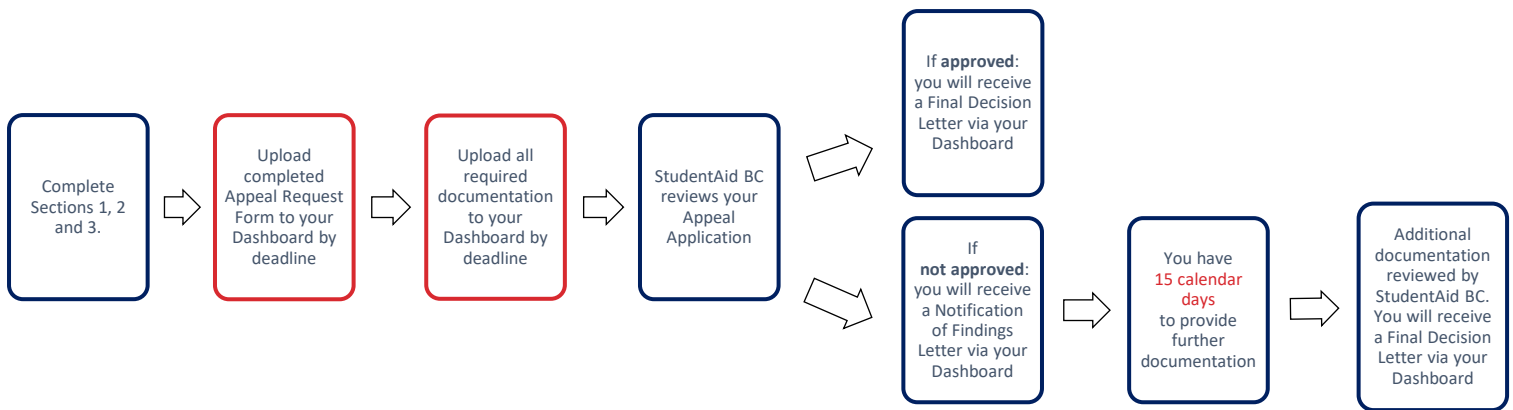 Complete
Sections 1, 2
and 3.
Upload
completed
Appeal Request
Form to your
Dashboard by
deadline
Upload all
required
documentation
to your
Dashboard by
deadline
StudentAid BC
reviews your
Appeal
Application
If approved:
you will receive
a Final Decision
Letter via your
Dashboard
If
not approved:
you will receive
a Notification
of Findings
Letter via your
Dashboard
You have
15 calendar
days
to provide
further
documentation
Additional
documentation
reviewed by
StudentAid BC.
You will receive
a Final Decision
Letter via your
Dashboard